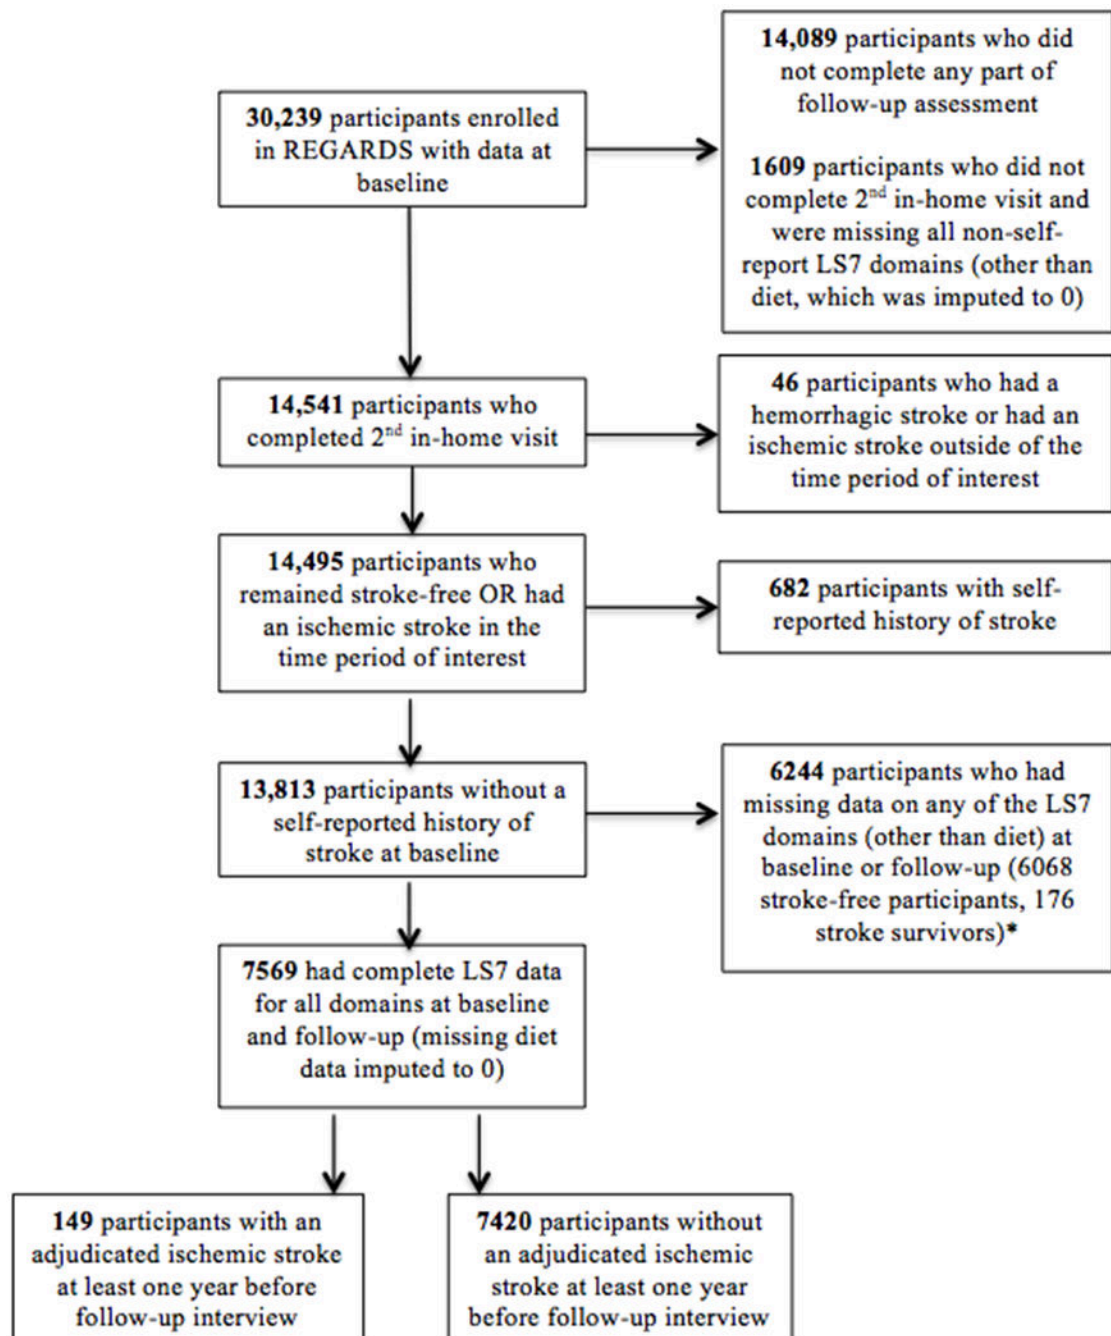 30,239 participants enrolled
in REGARDS with data at
baseline
14,089 participants who did
not complete any part of
follow-up assessment
1609 participants who did not
complete 2nd in-home visit and
were missing all non-self-
report LS7 domains (other than
diet, which was imputed to 0)
14,541 participants who
completed 2nd in-home visit
46 participants who had a
hemorrhagic stroke or had an
ischemic stroke outside of the
time period of interest
14,495 participants who
remained stroke-free OR had
an ischemic stroke in the
time period of interest
682 participants with self-
reported history of stroke
13,813 participants without a
self-reported history of
stroke at baseline
6244 participants who had
missing data on any of the LS7
domains (other than diet) at
baseline or follow-up (6068
stroke-free participants, 176
stroke survivors)*
7569 had complete LS7 data
for all domains at baseline
and follow-up (missing diet
data imputed to 0)
149 participants with an
adjudicated ischemic stroke
at least one year before
follow-up interview
7420 participants without
an adjudicated ischemic
stroke at least one year
before follow-up interview